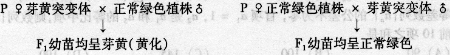 P ♀芽黄突变体 × 正常绿色植株 ♂
↓
F₁幼苗均呈芽黄(黄化)
P ♀正常绿色植株 × 芽黄突变体 ♂
↓
F₁幼苗均呈正常绿色